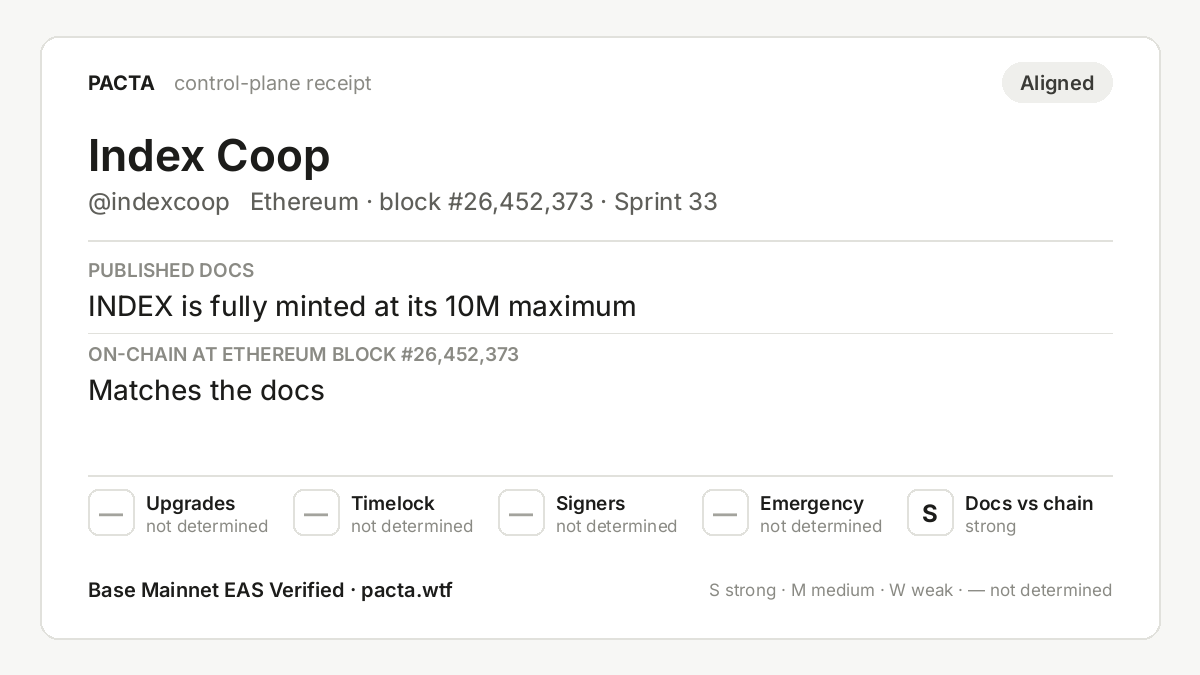 PACTA control-plane receipt Aligned
Index Coop
@indexcoop Ethereum · block #26,452,373 · Sprint 33
PUBLISHED DOCS
INDEX is fully minted at its 10M maximum
ON-CHAIN AT ETHEREUM BLOCK #26,452,373
Matches the docs
— Upgrades not determined
— Timelock not determined
— Signers not determined
— Emergency not determined
S Docs vs chain strong
Base Mainnet EAS Verified · pacta.wtf
S strong · M medium · W weak · — not determined